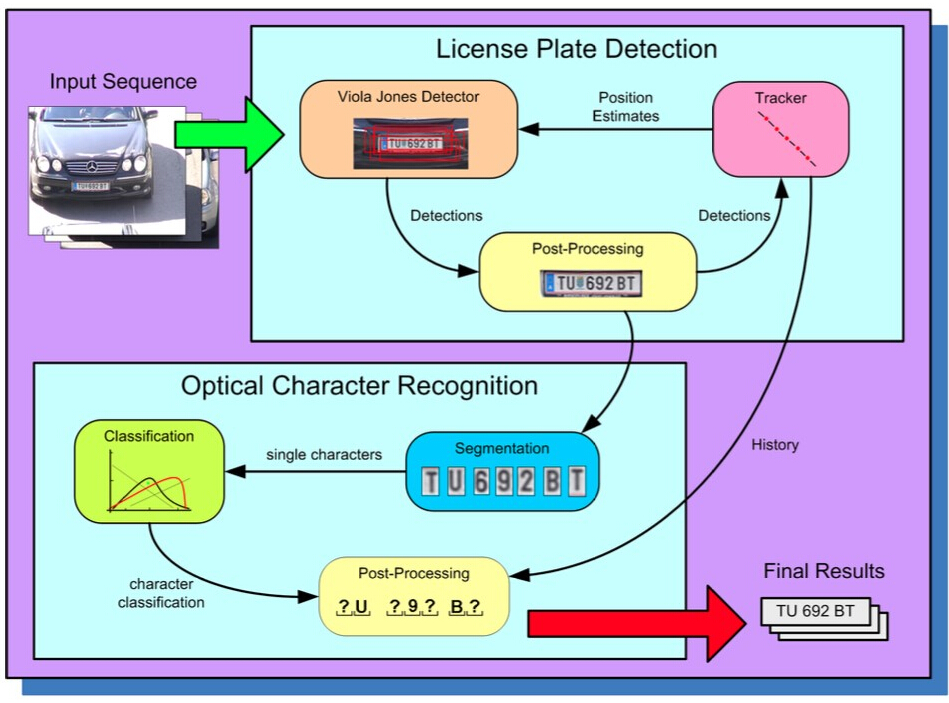 License Plate Detection
Input Sequence
Viola Jones Detector
TU 692 BT
Position
Estimates
Tracker
TU 692 BT
Detections
Detections
Post-Processing
TU 692 BT
Optical Character Recognition
Classification
single characters
Segmentation
T U 6 9 2 B T
History
character
classification
Post-Processing
?U ?9? B?
Final Results
TU 692 BT